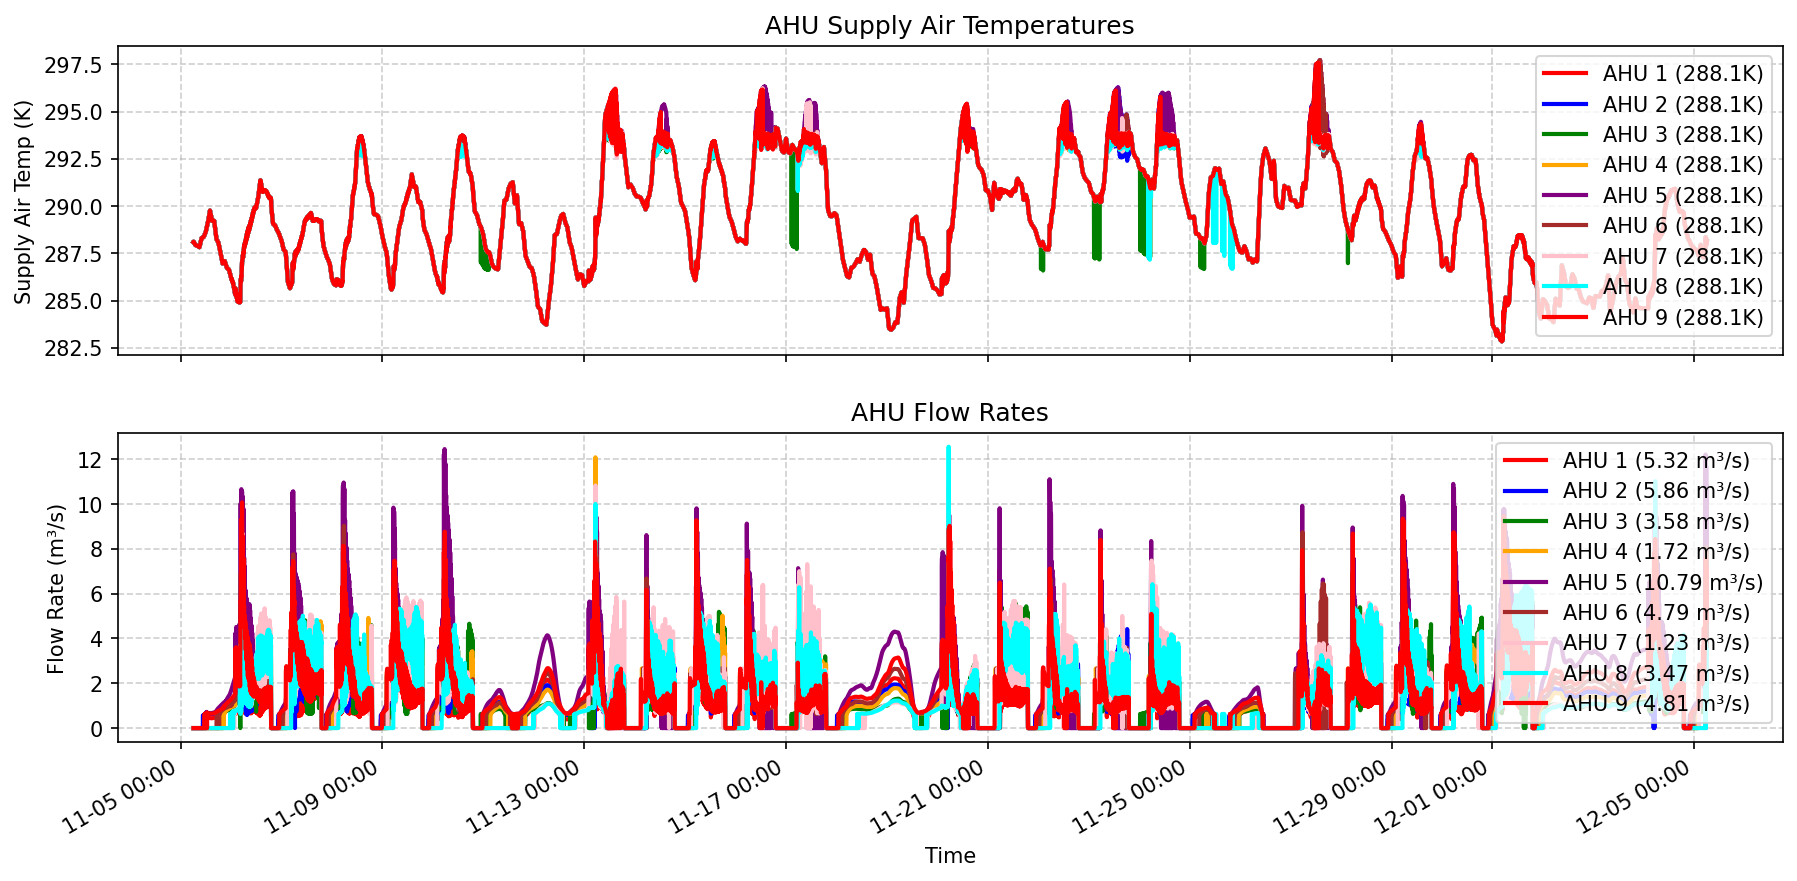 AHU Supply Air Temperatures
Supply Air Temp (K)
297.5
295.0
292.5
290.0
287.5
285.0
282.5
AHU 1 (288.1K)
AHU 2 (288.1K)
AHU 3 (288.1K)
AHU 4 (288.1K)
AHU 5 (288.1K)
AHU 6 (288.1K)
AHU 7 (288.1K)
AHU 8 (288.1K)
AHU 9 (288.1K)
AHU Flow Rates
Flow Rate (m³/s)
12
10
8
6
4
2
0
AHU 1 (5.32 m³/s)
AHU 2 (5.86 m³/s)
AHU 3 (3.58 m³/s)
AHU 4 (1.72 m³/s)
AHU 5 (10.79 m³/s)
AHU 6 (4.79 m³/s)
AHU 7 (1.23 m³/s)
AHU 8 (3.47 m³/s)
AHU 9 (4.81 m³/s)
11-05 00:00
11-09 00:00
11-13 00:00
11-17 00:00
11-21 00:00
11-25 00:00
11-29 00:00
12-01 00:00
12-05 00:00
Time